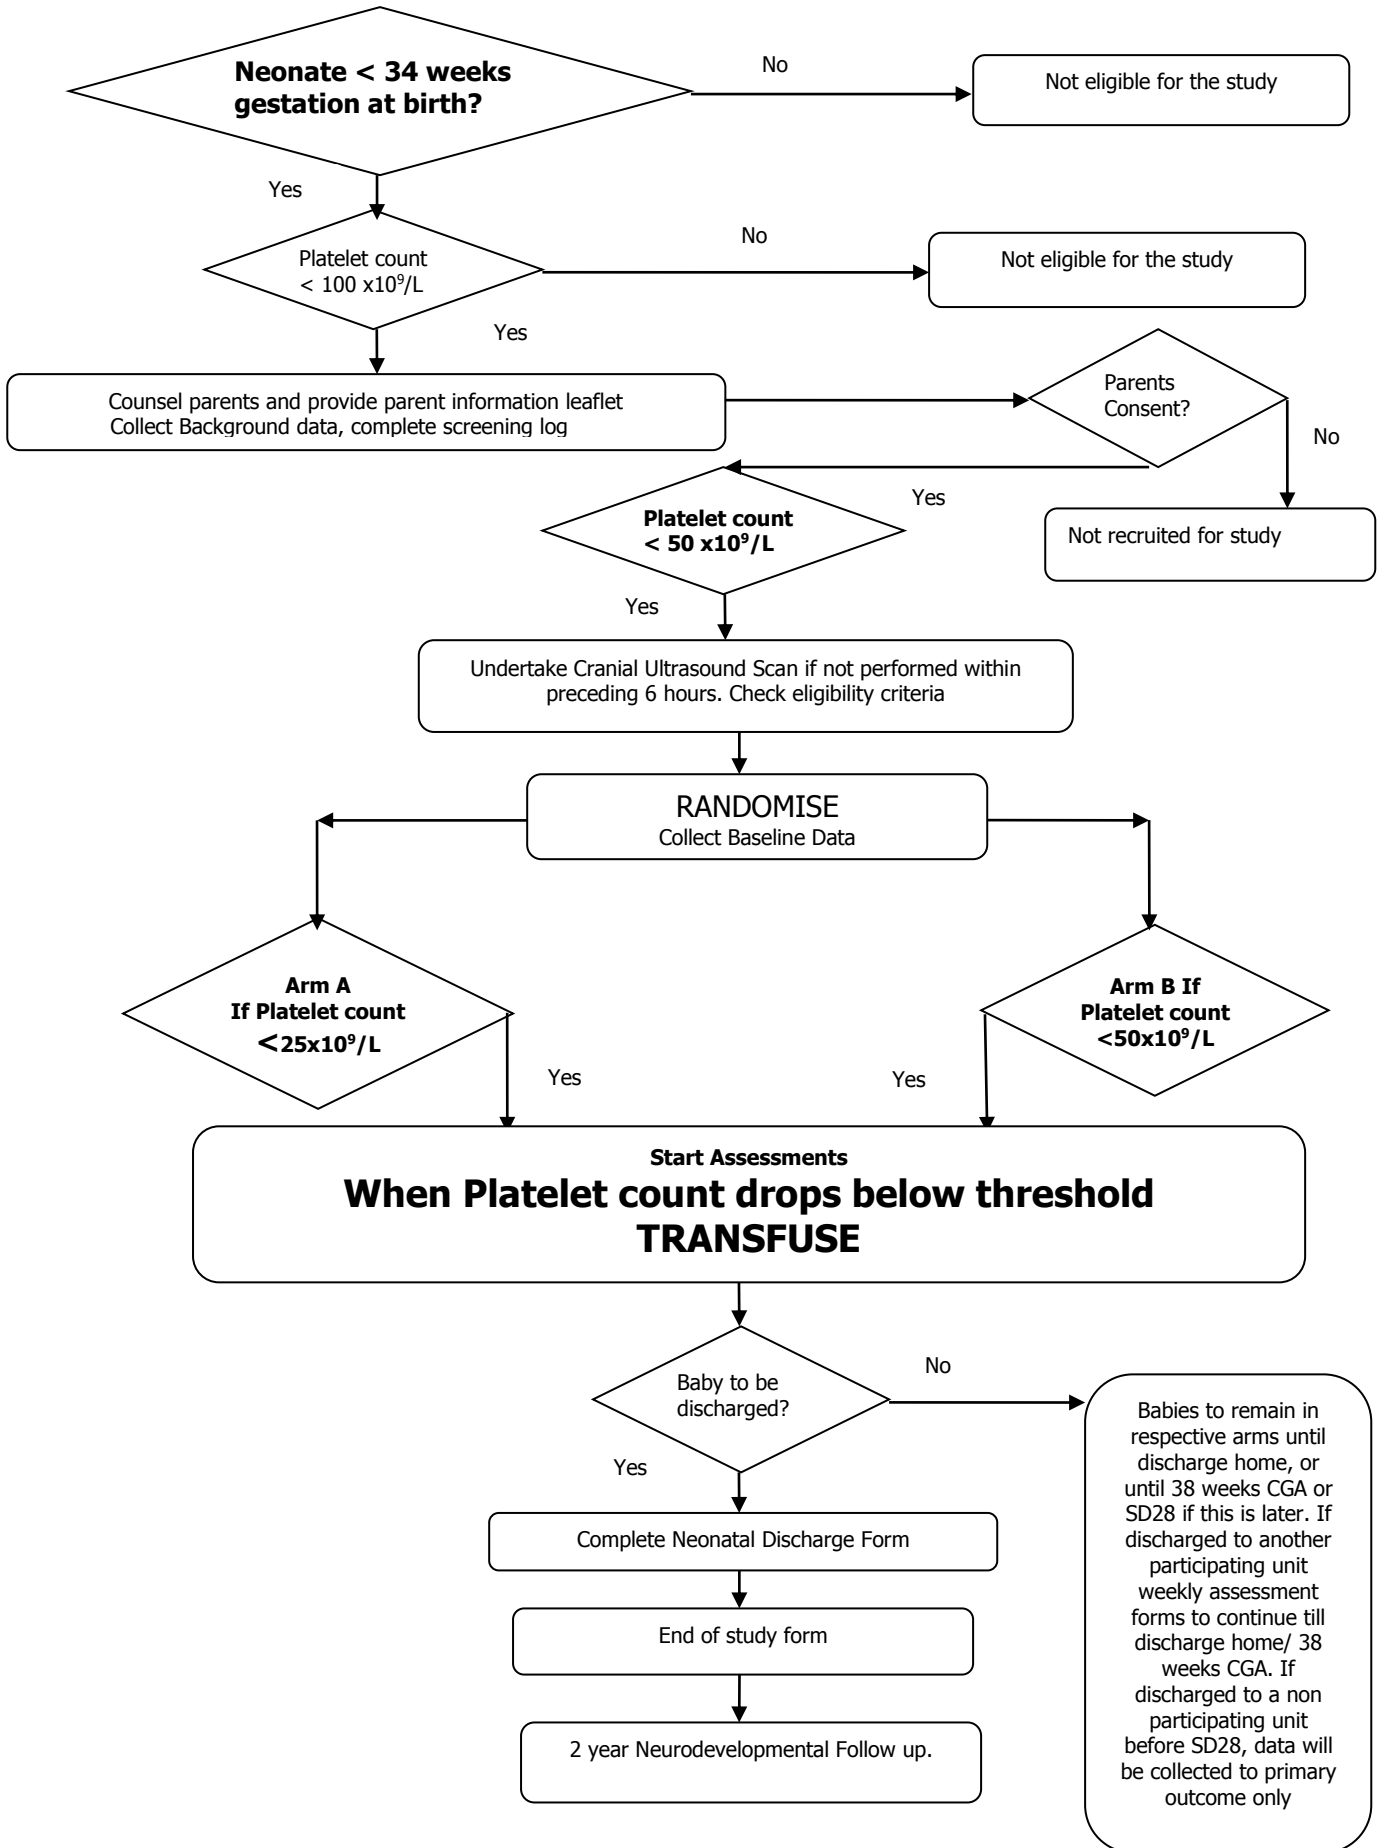 Neonate < 34 weeks
gestation at birth?
No
Not eligible for the study
Yes
Platelet count
< 100 x10⁹/L
No
Not eligible for the study
Yes
Counsel parents and provide parent information leaflet
Collect Background data, complete screening log
Parents
Consent?
No
Not recruited for study
Yes
Platelet count
< 50 x10⁹/L
Yes
Undertake Cranial Ultrasound Scan if not performed within
preceding 6 hours. Check eligibility criteria
RANDOMISE
Collect Baseline Data
Arm A
If Platelet count
<25x10⁹/L
Yes
Arm B If
Platelet count
<50x10⁹/L
Yes
Start Assessments
When Platelet count drops below threshold
TRANSFUSE
Baby to be
discharged?
No
Babies to remain in
respective arms until
discharge home, or
until 38 weeks CGA or
SD28 if this is later. If
discharged to another
participating unit
weekly assessment
forms to continue till
discharge home/ 38
weeks CGA. If
discharged to a non
participating unit
before SD28, data will
be collected to primary
outcome only
Yes
Complete Neonatal Discharge Form
End of study form
2 year Neurodevelopmental Follow up.